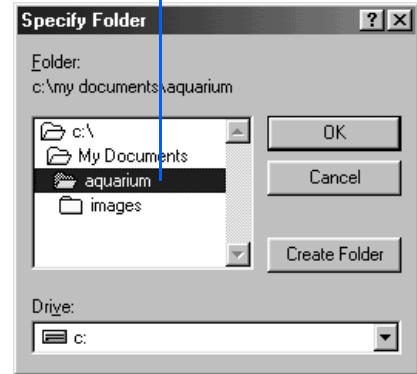 Specify Folder
Folder:
c:\my documents\aquarium
c:\
My Documents
aquarium
images
OK
Cancel
Create Folder
Drive:
c: